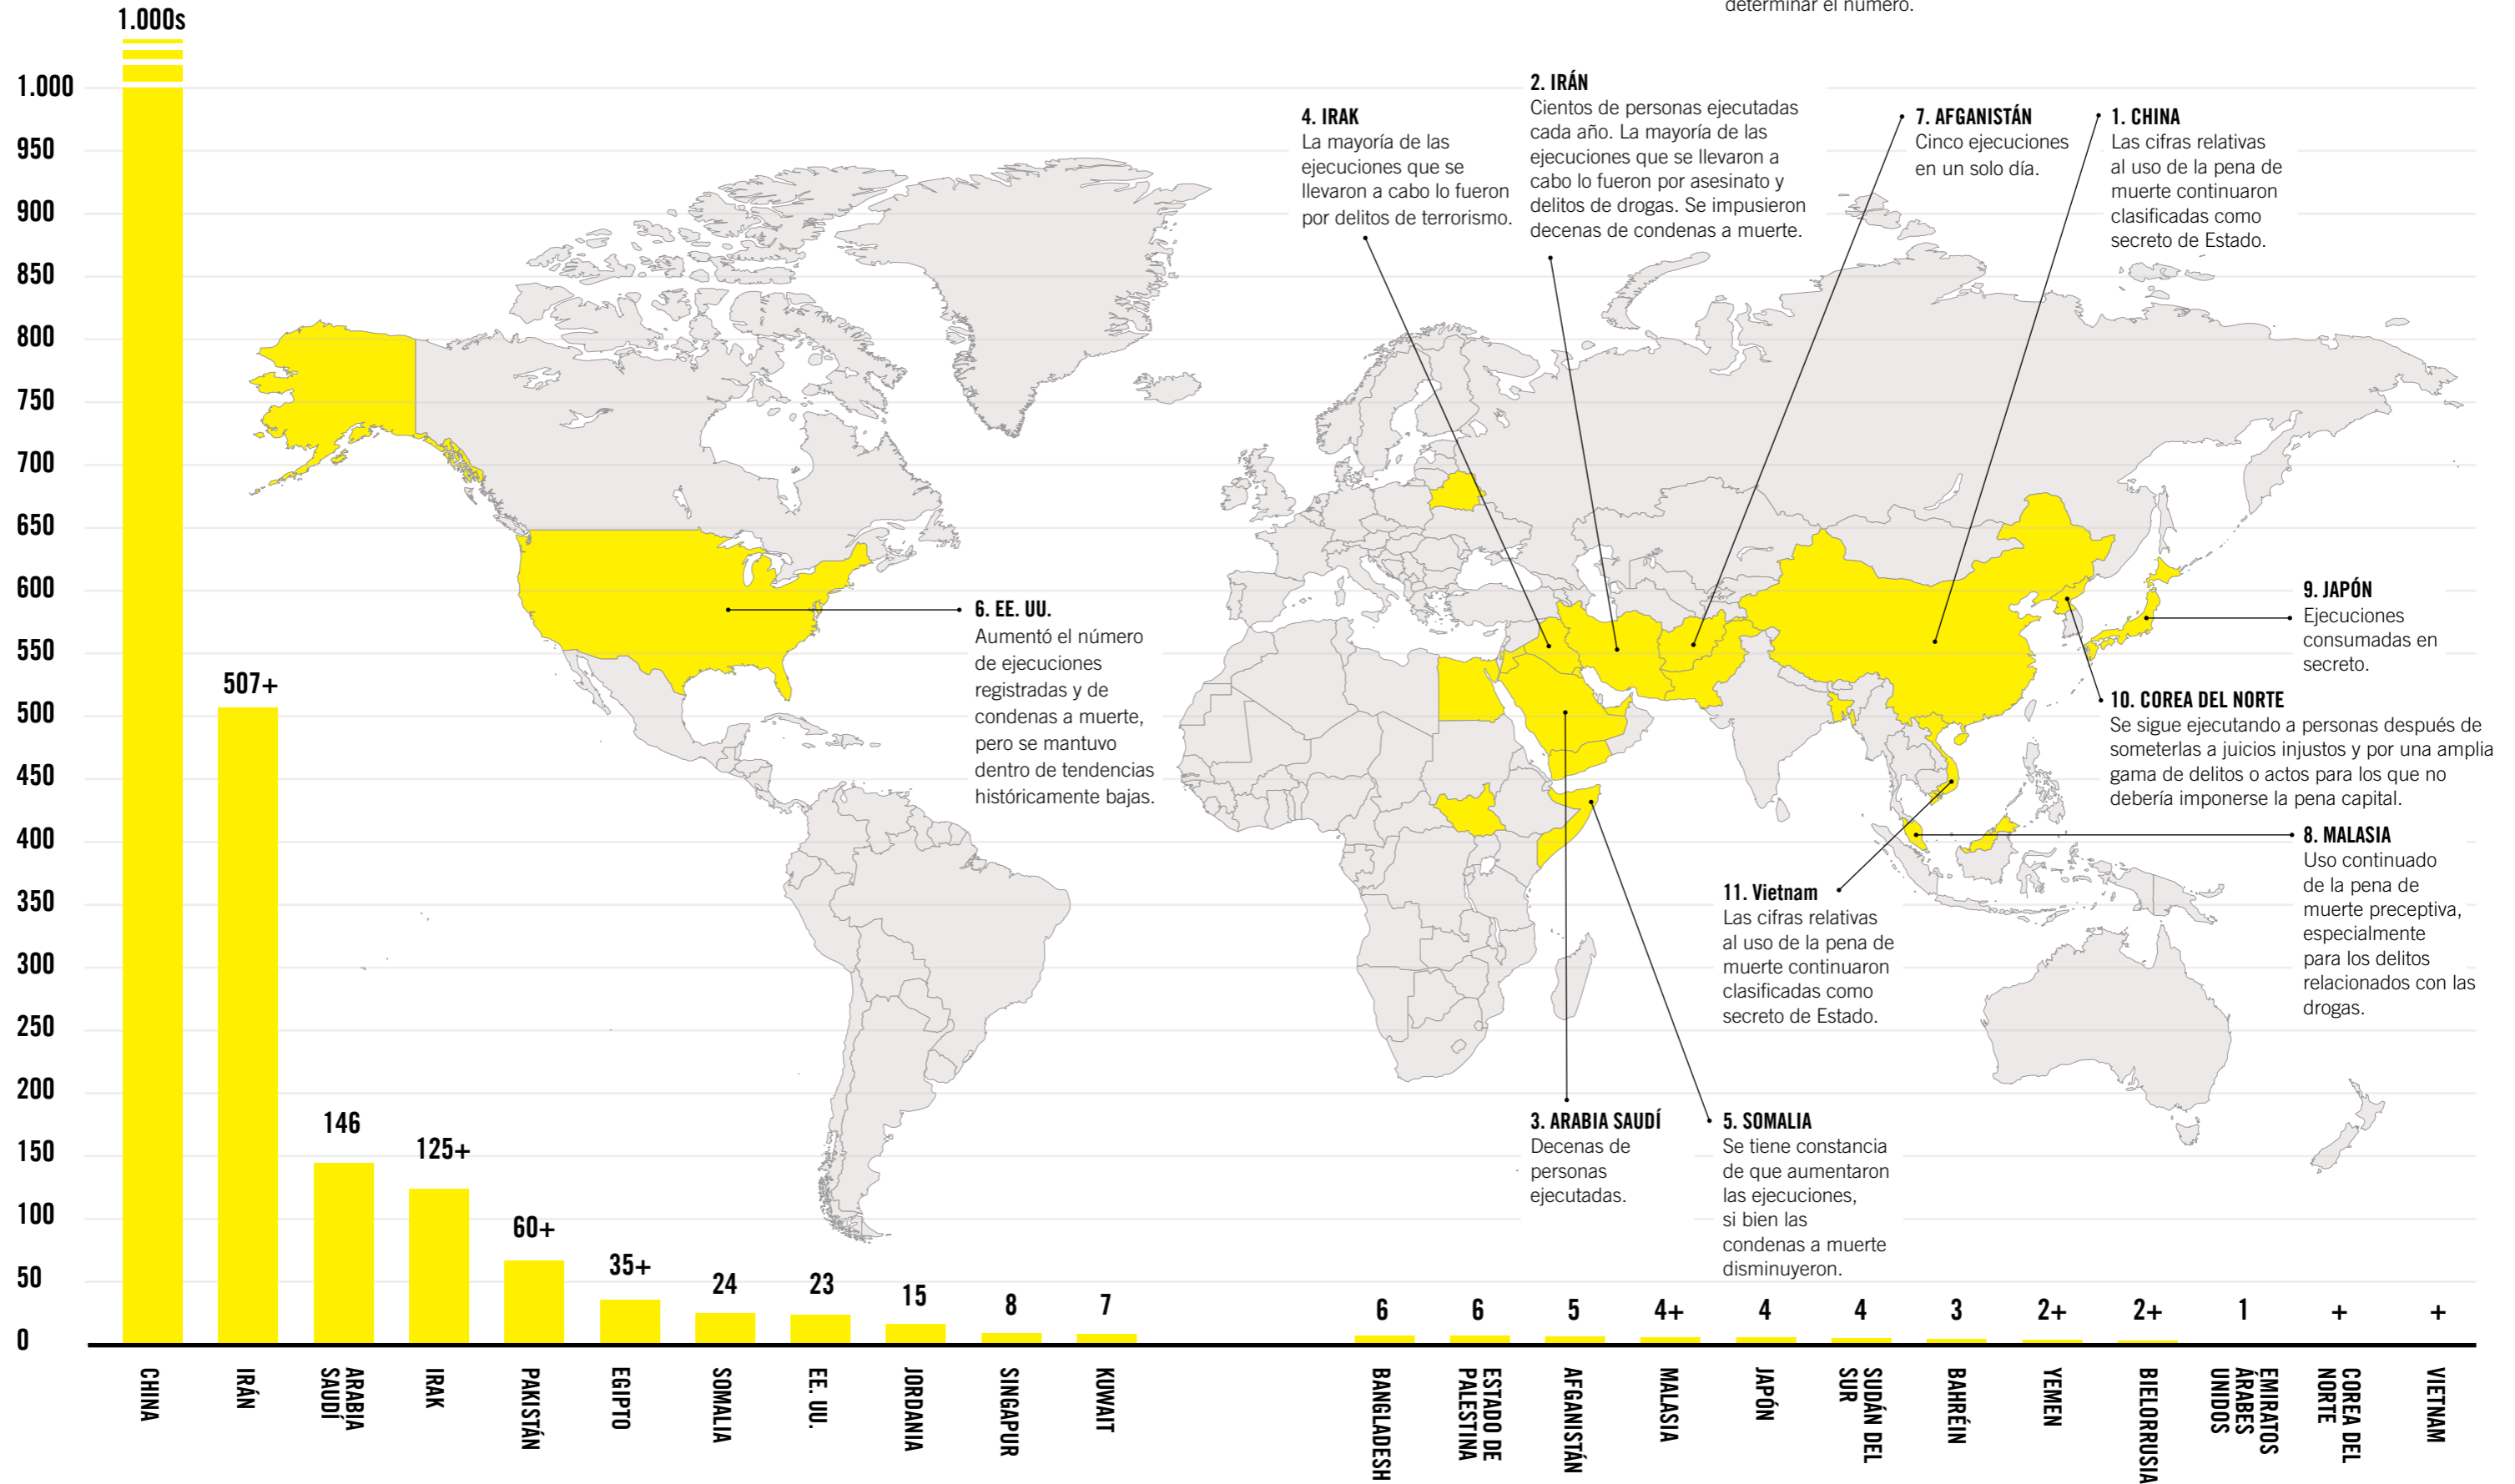 determinar el número.
1.000s
1.000
950
900
850
800
750
700
650
600
550
500
450
400
350
300
250
200
150
100
50
0
4. IRAK
La mayoría de las
ejecuciones que se
llevaron a cabo lo fueron
por delitos de terrorismo.
2. IRÁN
Cientos de personas ejecutadas
cada año. La mayoría de las
ejecuciones que se llevaron a
cabo lo fueron por asesinato y
delitos de drogas. Se impusieron
decenas de condenas a muerte.
7. AFGANISTÁN
Cinco ejecuciones
en un solo día.
1. CHINA
Las cifras relativas
al uso de la pena de
muerte continuaron
clasificadas como
secreto de Estado.
6. EE. UU.
Aumentó el número
de ejecuciones
registradas y de
condenas a muerte,
pero se mantuvo
dentro de tendencias
históricamente bajas.
9. JAPÓN
Ejecuciones
consumadas en
secreto.
10. COREA DEL NORTE
Se sigue ejecutando a personas después de
someterlas a juicios injustos y por una amplia
gama de delitos o actos para los que no
debería imponerse la pena capital.
8. MALASIA
Uso continuado
de la pena de
muerte preceptiva,
especialmente
para los delitos
relacionados con las
drogas.
11. Vietnam
Las cifras relativas
al uso de la pena de
muerte continuaron
clasificadas como
secreto de Estado.
3. ARABIA SAUDÍ
Decenas de
personas
ejecutadas.
5. SOMALIA
Se tiene constancia
de que aumentaron
las ejecuciones,
si bien las
condenas a muerte
disminuyeron.
507+
146
125+
60+
35+
24
23
15
8
7
6
6
5
4+
4
4
3
2+
2+
1
+
+
CHINA
IRÁN
ARABIA
SAUDÍ
IRAK
PAKISTÁN
EGIPTO
SOMALIA
EE. UU.
JORDANIA
SINGAPUR
KUWAIT
BANGLADESH
ESTADO DE
PALESTINA
AFGANISTÁN
MALASIA
JAPÓN
SUDÁN DEL
SUR
BAHRÉIN
YEMEN
BIELORRUSIA
EMIRATOS
ÁRABES
UNIDOS
COREA DEL
NORTE
VIETNAM